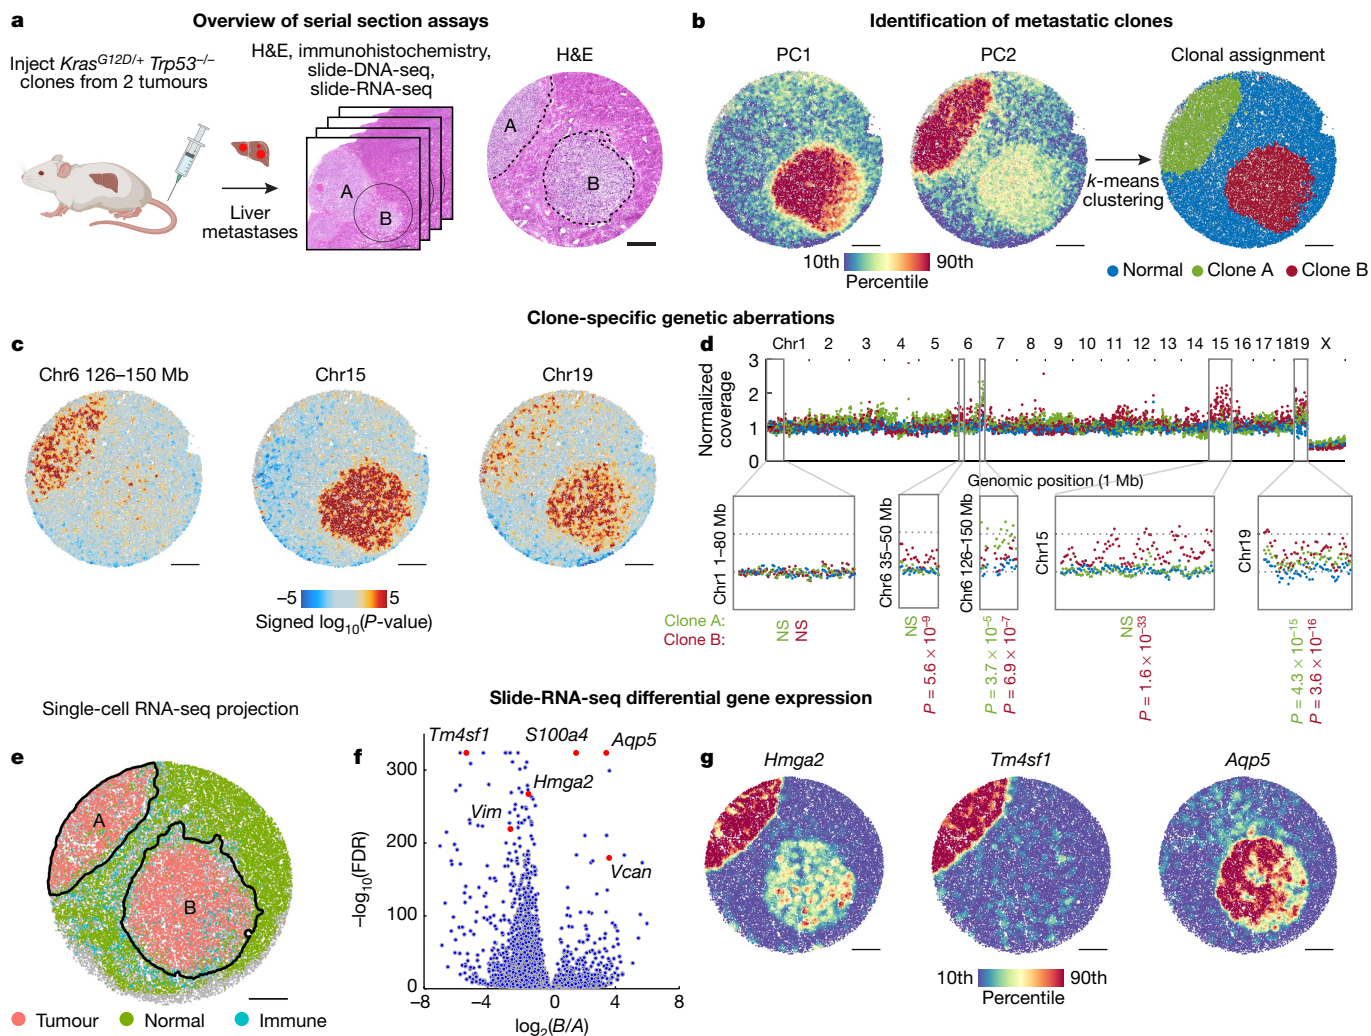 a
Overview of serial section assays
Inject Kras^G12D/+ Trp53^–/–
clones from 2 tumours
Liver
metastases
H&E, immunohistochemistry,
slide-DNA-seq,
slide-RNA-seq
A
B
H&E
A
B
b
Identification of metastatic clones
PC1
PC2
Clonal assignment
k-means
clustering
10th
90th
Percentile
Normal
Clone A
Clone B
Clone-specific genetic aberrations
c
Chr6 126–150 Mb
Chr15
Chr19
–5
5
Signed log10(P-value)
d
Chr1 2 3 4 5 6 7 8 9 10 11 12 13 14 15 16 17 18 19 X
Normalized
coverage
3
2
1
0
Genomic position (1 Mb)
Chr1 1–80 Mb
Chr6 35–50 Mb
Chr6 126–150 Mb
Chr15
Chr19
Clone A:
Clone B:
NS
NS
NS
P = 5.6 × 10^–9
P = 3.7 × 10^–5
P = 6.9 × 10^–7
NS
P = 1.6 × 10^–33
P = 4.3 × 10^–15
P = 3.6 × 10^–16
Slide-RNA-seq differential gene expression
Single-cell RNA-seq projection
e
A
B
Tumour
Normal
Immune
f
Tm4sf1
S100a4
Aqp5
Hmga2
Vim
Vcan
–log10(FDR)
300
200
100
0
–8
–4
0
4
8
log2(B/A)
g
Hmga2
Tm4sf1
Aqp5
10th
90th
Percentile